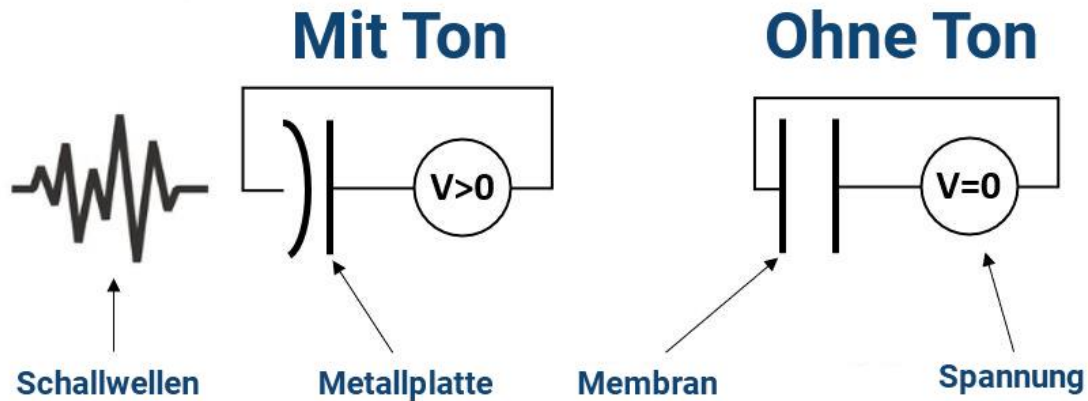 Mit Ton
Ohne Ton
V>0
V=0
Schallwellen
Metallplatte
Membran
Spannung